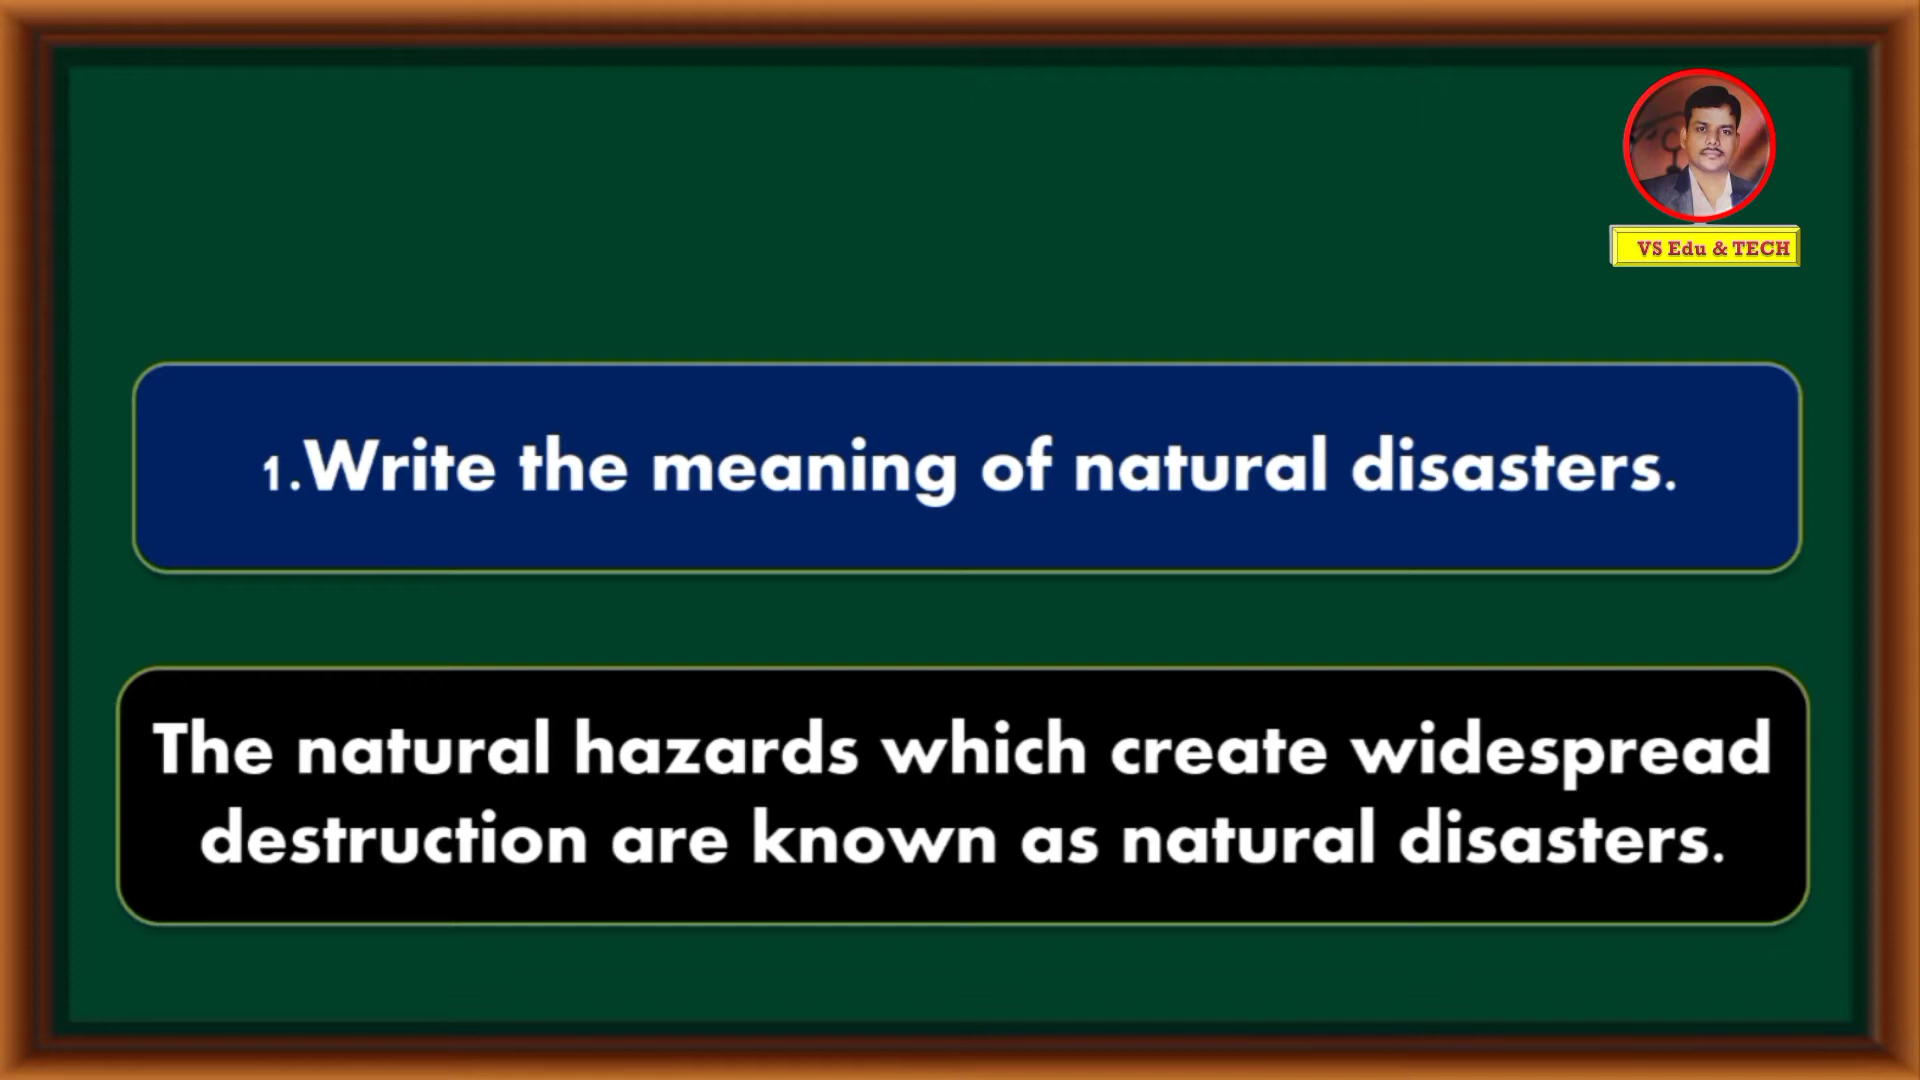 VS Edu & TECH
1.Write the meaning of natural disasters.
The natural hazards which create widespread
destruction are known as natural disasters.